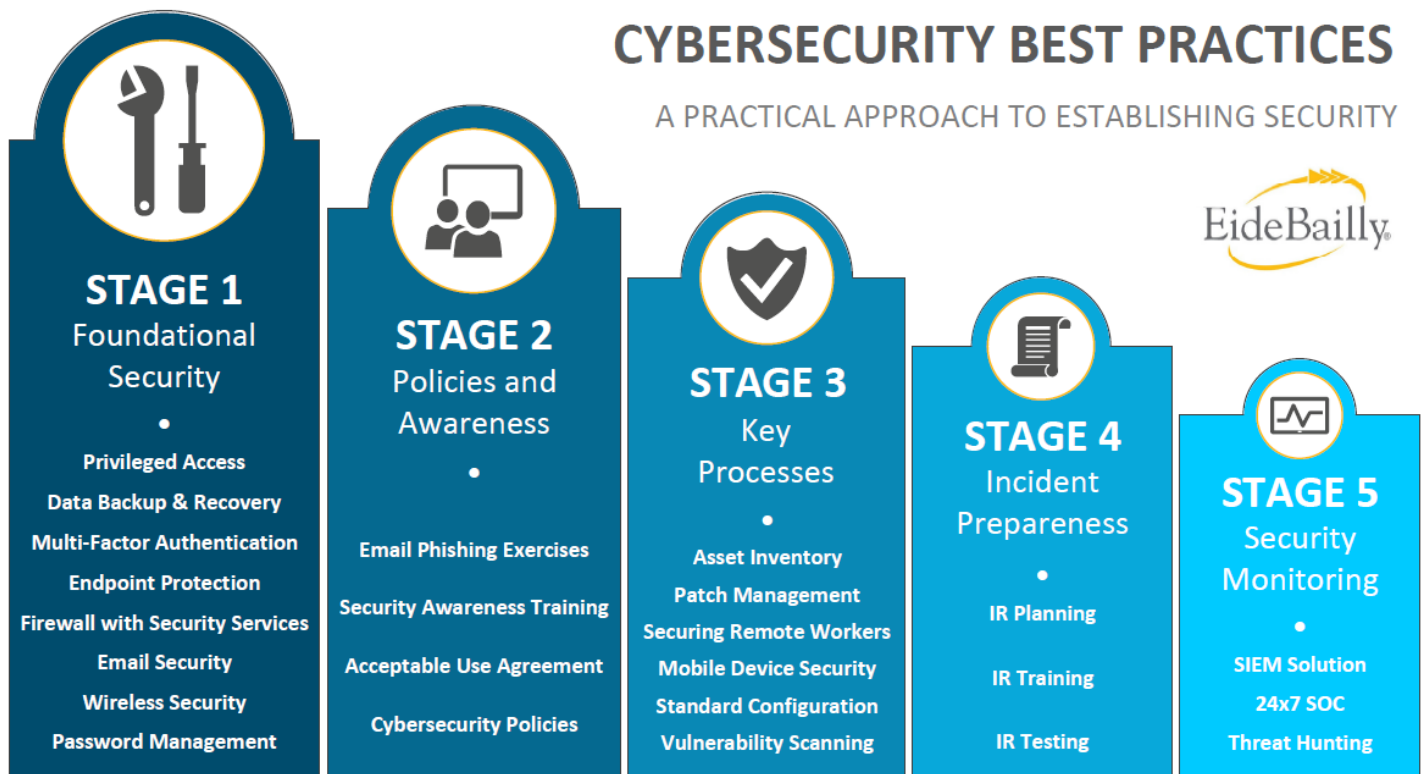 CYBERSECURITY BEST PRACTICES
A PRACTICAL APPROACH TO ESTABLISHING SECURITY
EideBailly®
STAGE 1
Foundational
Security
•
Privileged Access
Data Backup & Recovery
Multi-Factor Authentication
Endpoint Protection
Firewall with Security Services
Email Security
Wireless Security
Password Management
STAGE 2
Policies and
Awareness
•
Email Phishing Exercises
Security Awareness Training
Acceptable Use Agreement
Cybersecurity Policies
STAGE 3
Key
Processes
•
Asset Inventory
Patch Management
Securing Remote Workers
Mobile Device Security
Standard Configuration
Vulnerability Scanning
STAGE 4
Incident
Prepareness
•
IR Planning
IR Training
IR Testing
STAGE 5
Security
Monitoring
•
SIEM Solution
24x7 SOC
Threat Hunting